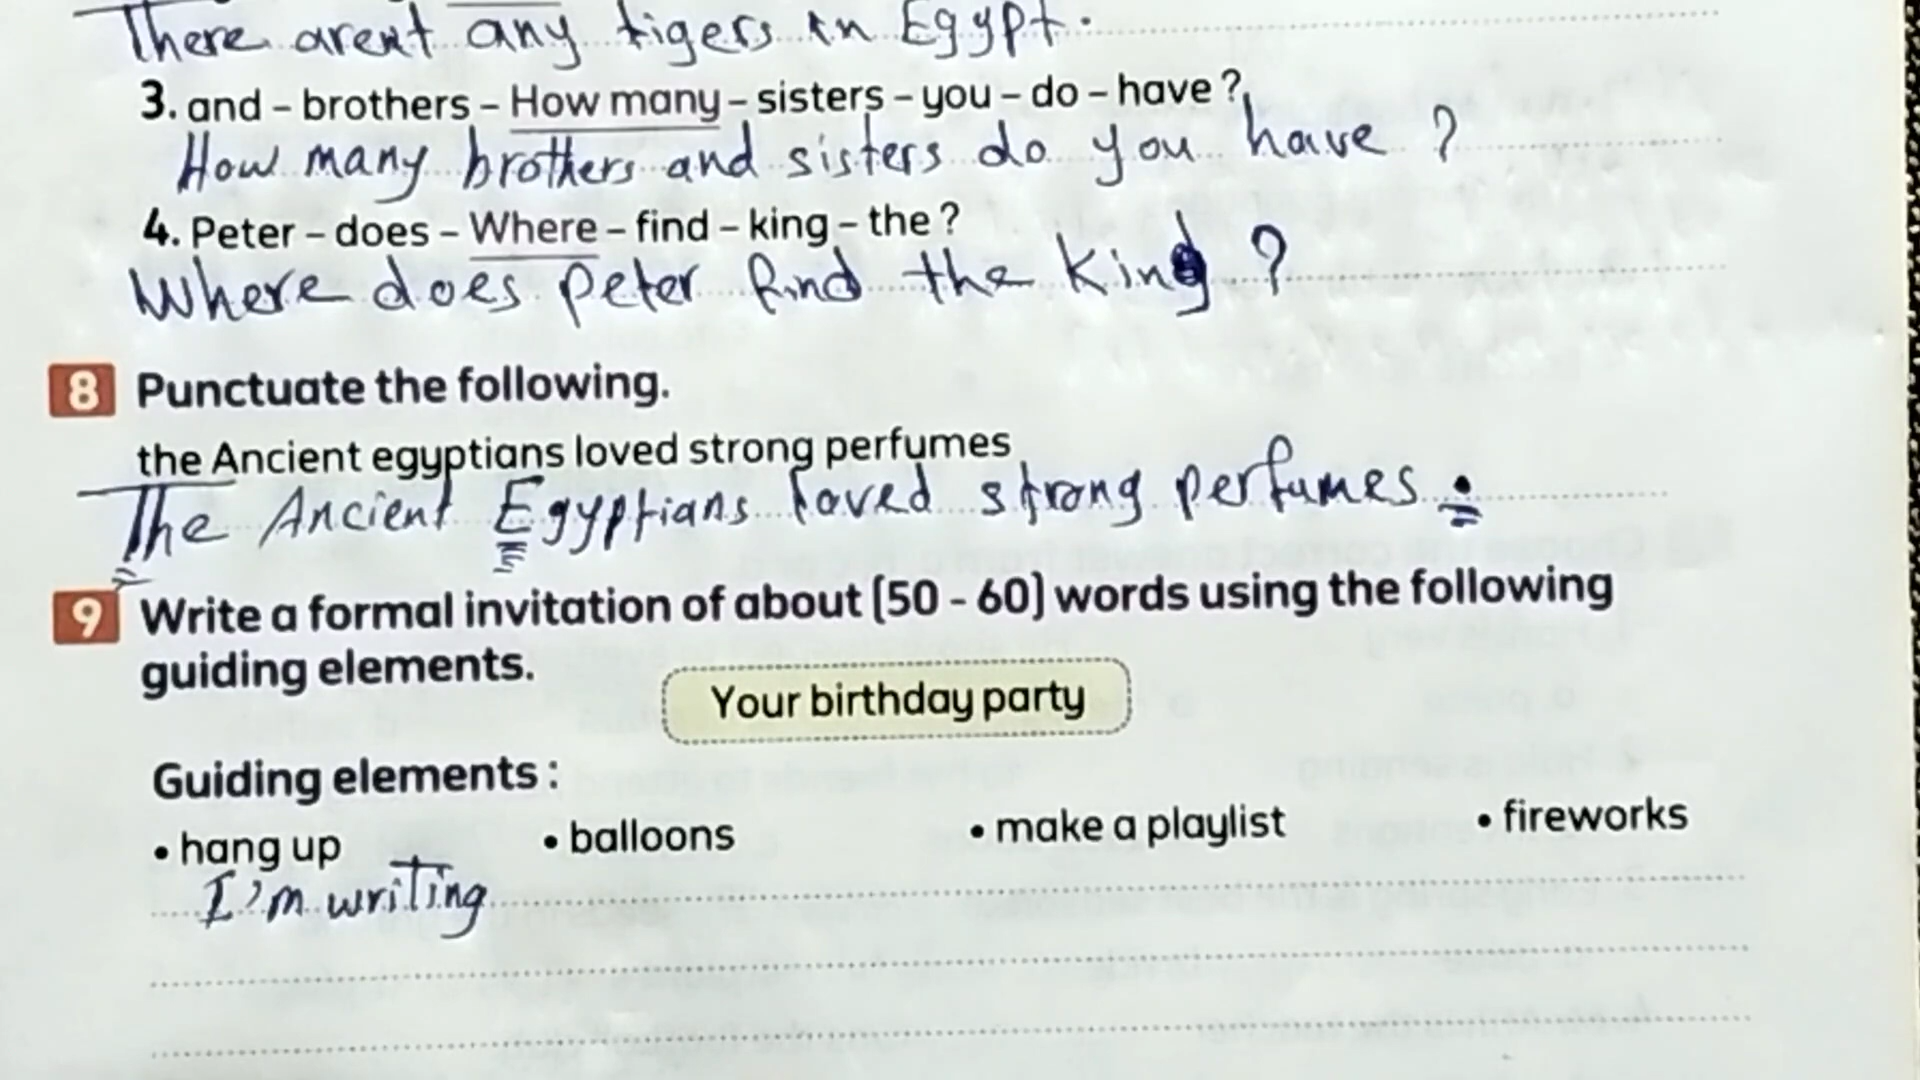 There arent any tigers in Egypt.
3. and – brothers – How many – sisters – you – do – have ?
How many brothers and sisters do you have ?
4. Peter – does – Where – find – king – the ?
Where does peter find the king ?
8 Punctuate the following.
the Ancient egyptians loved strong perfumes
The Ancient Egyptians loved strong perfumes .
9 Write a formal invitation of about (50 - 60) words using the following
guiding elements.
Your birthday party
Guiding elements :
• hang up • balloons • make a playlist • fireworks
I'm writing